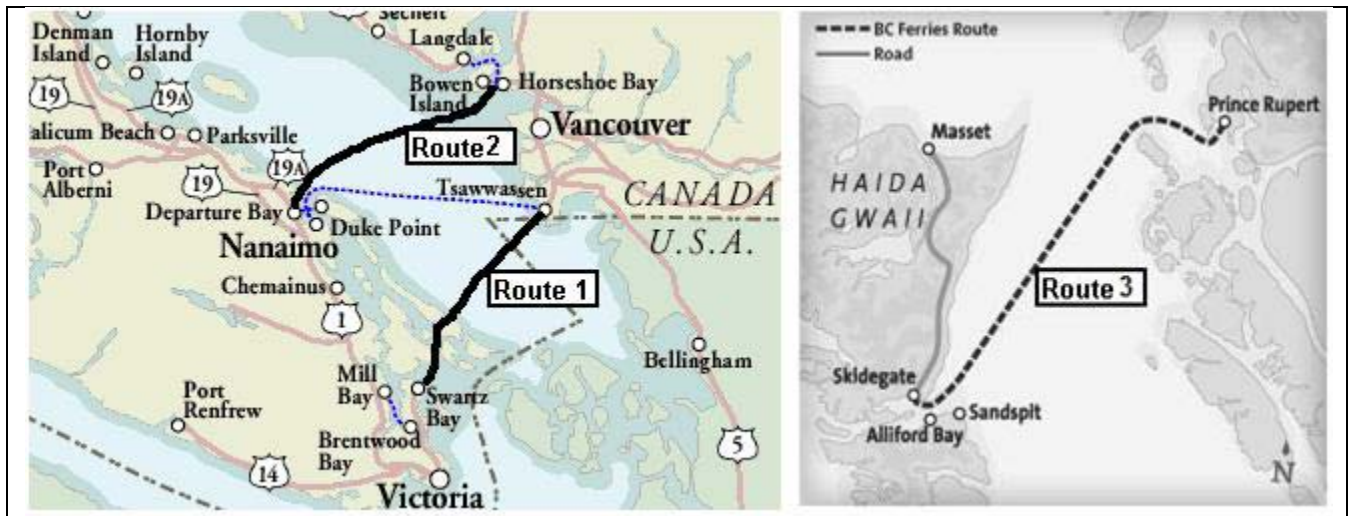 Sechelt
Denman
Island
Hornby
Island
Langdale
19
19A
Bowen
Island
Horseshoe Bay
alicum Beach
Parksville
Vancouver
Route2
Port
Alberni
19A
19
Tsawwassen
CANADA
Departure Bay
Duke Point
U.S.A.
Nanaimo
Chemainus
Route 1
1
Bellingham
Mill
Bay
Swartz
Bay
Port
Renfrew
Brentwood
Bay
14
5
Victoria
BC Ferries Route
Road
Prince Rupert
Masset
HAIDA
GWAII
Route 3
Skidegate
Sandspit
Alliford Bay
N